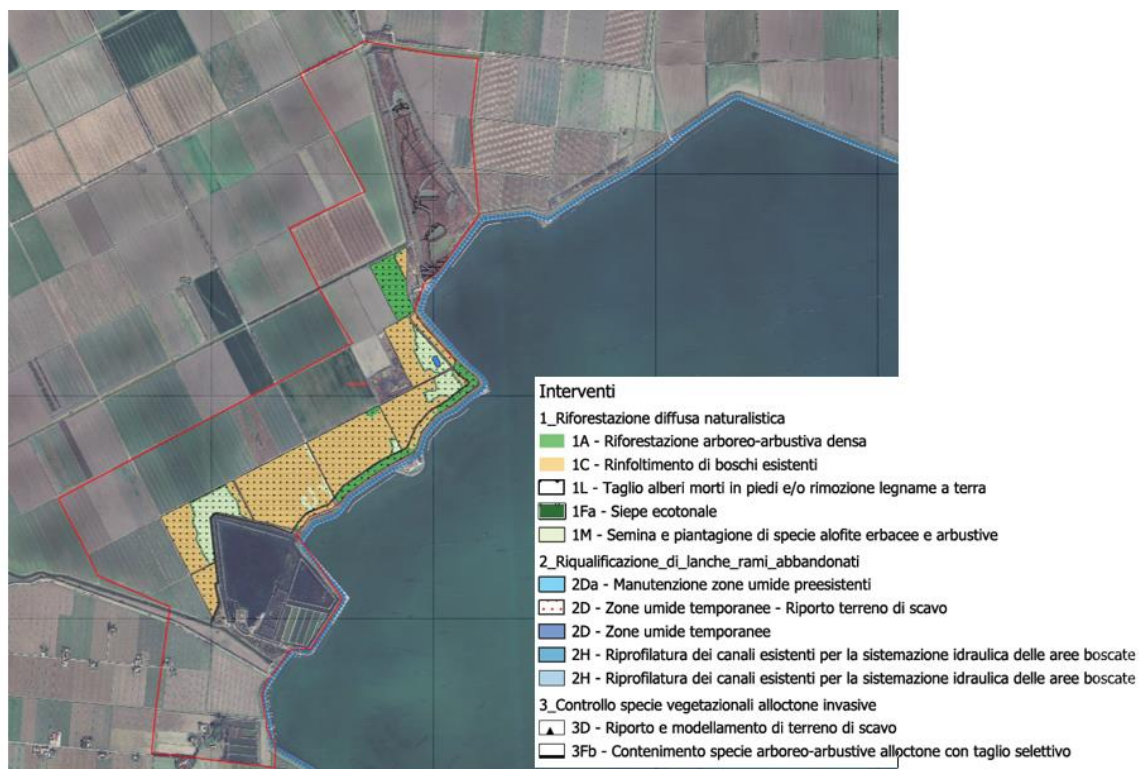 Interventi
1_Riforestazione diffusa naturalistica
1A - Riforestazione arboreo-arbustiva densa
1C - Rinfoltimento di boschi esistenti
1L - Taglio alberi morti in piedi e/o rimozione legname a terra
1Fa - Siepe ecotonale
1M - Semina e piantagione di specie alofite erbacee e arbustive
2_Riqualificazione_di_lanche_rami_abbandonati
2Da - Manutenzione zone umide preesistenti
2D - Zone umide temporanee - Riporto terreno di scavo
2D - Zone umide temporanee
2H - Riprofilatura dei canali esistenti per la sistemazione idraulica delle aree boscate
2H - Riprofilatura dei canali esistenti per la sistemazione idraulica delle aree boscate
3_Controllo specie vegetazionali alloctone invasive
3D - Riporto e modellamento di terreno di scavo
3Fb - Contenimento specie arboreo-arbustive alloctone con taglio selettivo